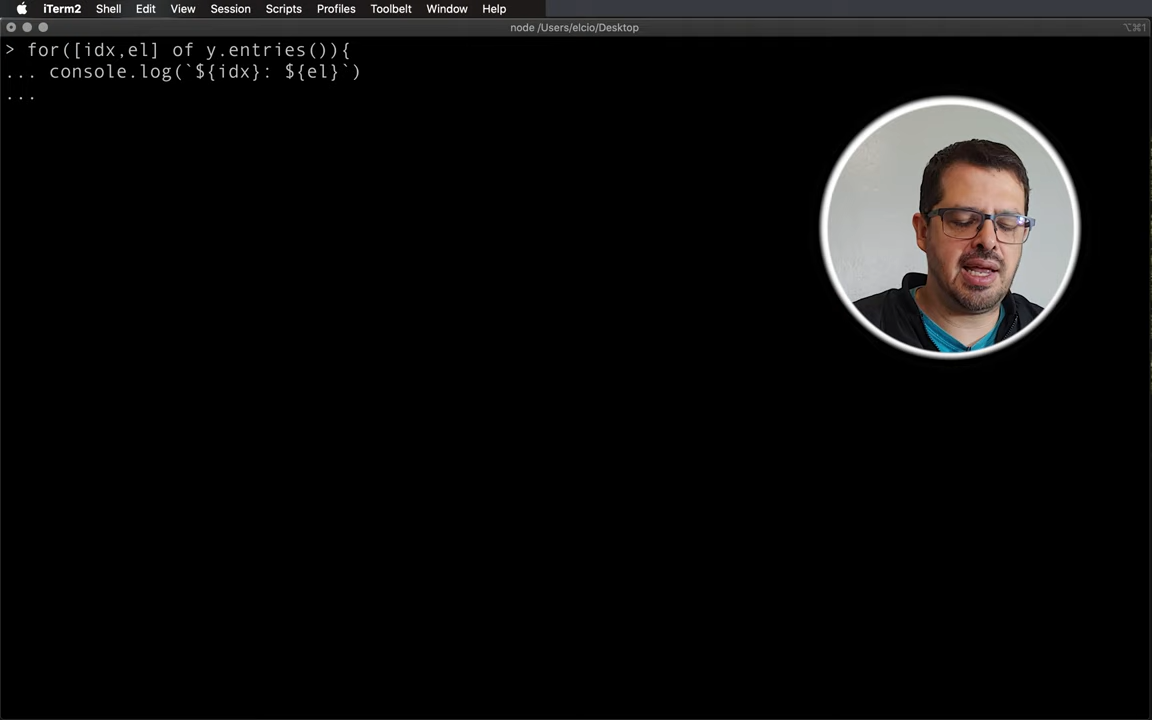 iTerm2 Shell Edit View Session Scripts Profiles Toolbelt Window Help
node /Users/elcio/Desktop
⌥⌘1
> for([idx,el] of y.entries()){
... console.log(`${idx}: ${el}`)
...